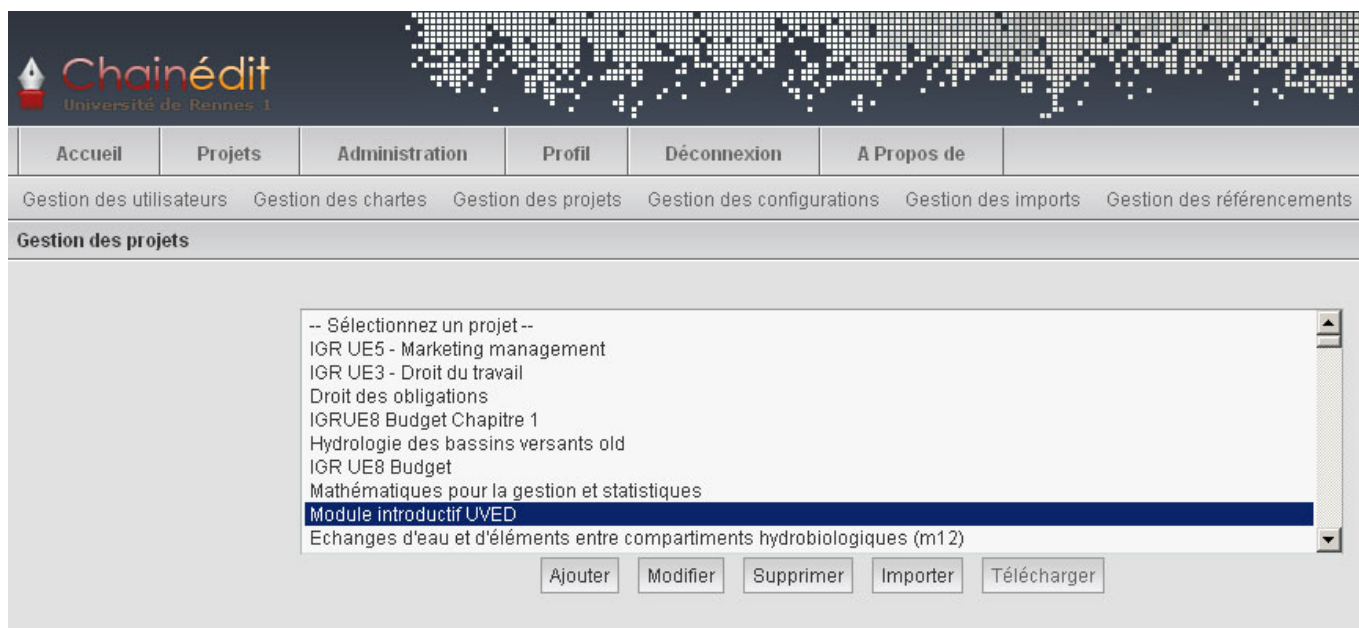 Chainédit
Université de Rennes 1
Accueil Projets Administration Profil Déconnexion A Propos de
Gestion des utilisateurs Gestion des chartes Gestion des projets Gestion des configurations Gestion des imports Gestion des référencements
Gestion des projets
-- Sélectionnez un projet --
IGR UE5 - Marketing management
IGR UE3 - Droit du travail
Droit des obligations
IGRUE8 Budget Chapitre 1
Hydrologie des bassins versants old
IGR UE8 Budget
Mathématiques pour la gestion et statistiques
Module introductif UVED
Echanges d'eau et d'éléments entre compartiments hydrobiologiques (m12)
Ajouter Modifier Supprimer Importer Télécharger